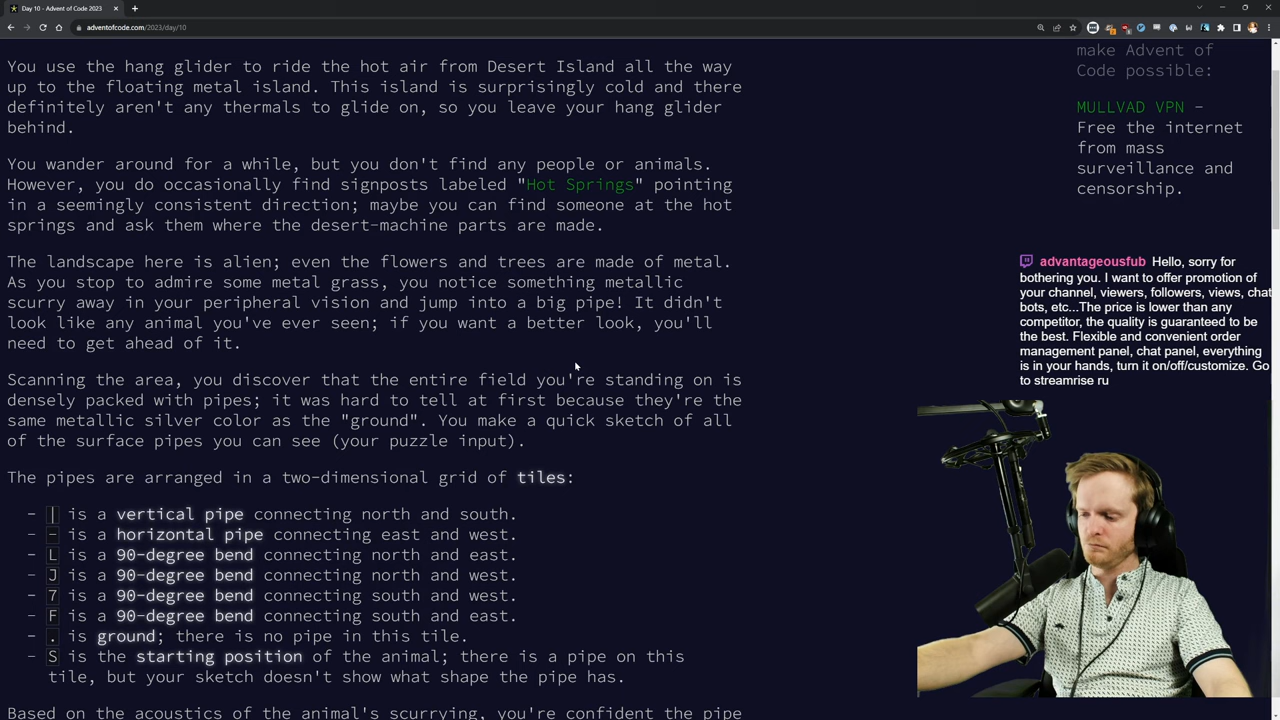 Day 10 - Advent of Code 2023
adventofcode.com/2023/day/10
You use the hang glider to ride the hot air from Desert Island all the way
up to the floating metal island. This island is surprisingly cold and there
definitely aren't any thermals to glide on, so you leave your hang glider
behind.
You wander around for a while, but you don't find any people or animals.
However, you do occasionally find signposts labeled "Hot Springs" pointing
in a seemingly consistent direction; maybe you can find someone at the hot
springs and ask them where the desert-machine parts are made.
The landscape here is alien; even the flowers and trees are made of metal.
As you stop to admire some metal grass, you notice something metallic
scurry away in your peripheral vision and jump into a big pipe! It didn't
look like any animal you've ever seen; if you want a better look, you'll
need to get ahead of it.
Scanning the area, you discover that the entire field you're standing on is
densely packed with pipes; it was hard to tell at first because they're the
same metallic silver color as the "ground". You make a quick sketch of all
of the surface pipes you can see (your puzzle input).
The pipes are arranged in a two-dimensional grid of tiles:
- | is a vertical pipe connecting north and south.
- - is a horizontal pipe connecting east and west.
- L is a 90-degree bend connecting north and east.
- J is a 90-degree bend connecting north and west.
- 7 is a 90-degree bend connecting south and west.
- F is a 90-degree bend connecting south and east.
- . is ground; there is no pipe in this tile.
- S is the starting position of the animal; there is a pipe on this
tile, but your sketch doesn't show what shape the pipe has.
Based on the acoustics of the animal's scurrying, you're confident the pipe
make Advent of
Code possible:
MULLVAD VPN -
Free the internet
from mass
surveillance and
censorship.
advantageousfub Hello, sorry for
bothering you. I want to offer promotion of
your channel, viewers, followers, views, chat
bots, etc...The price is lower than any
competitor, the quality is guaranteed to be
the best. Flexible and convenient order
management panel, chat panel, everything
is in your hands, turn it on/off/customize. Go
to streamrise ru